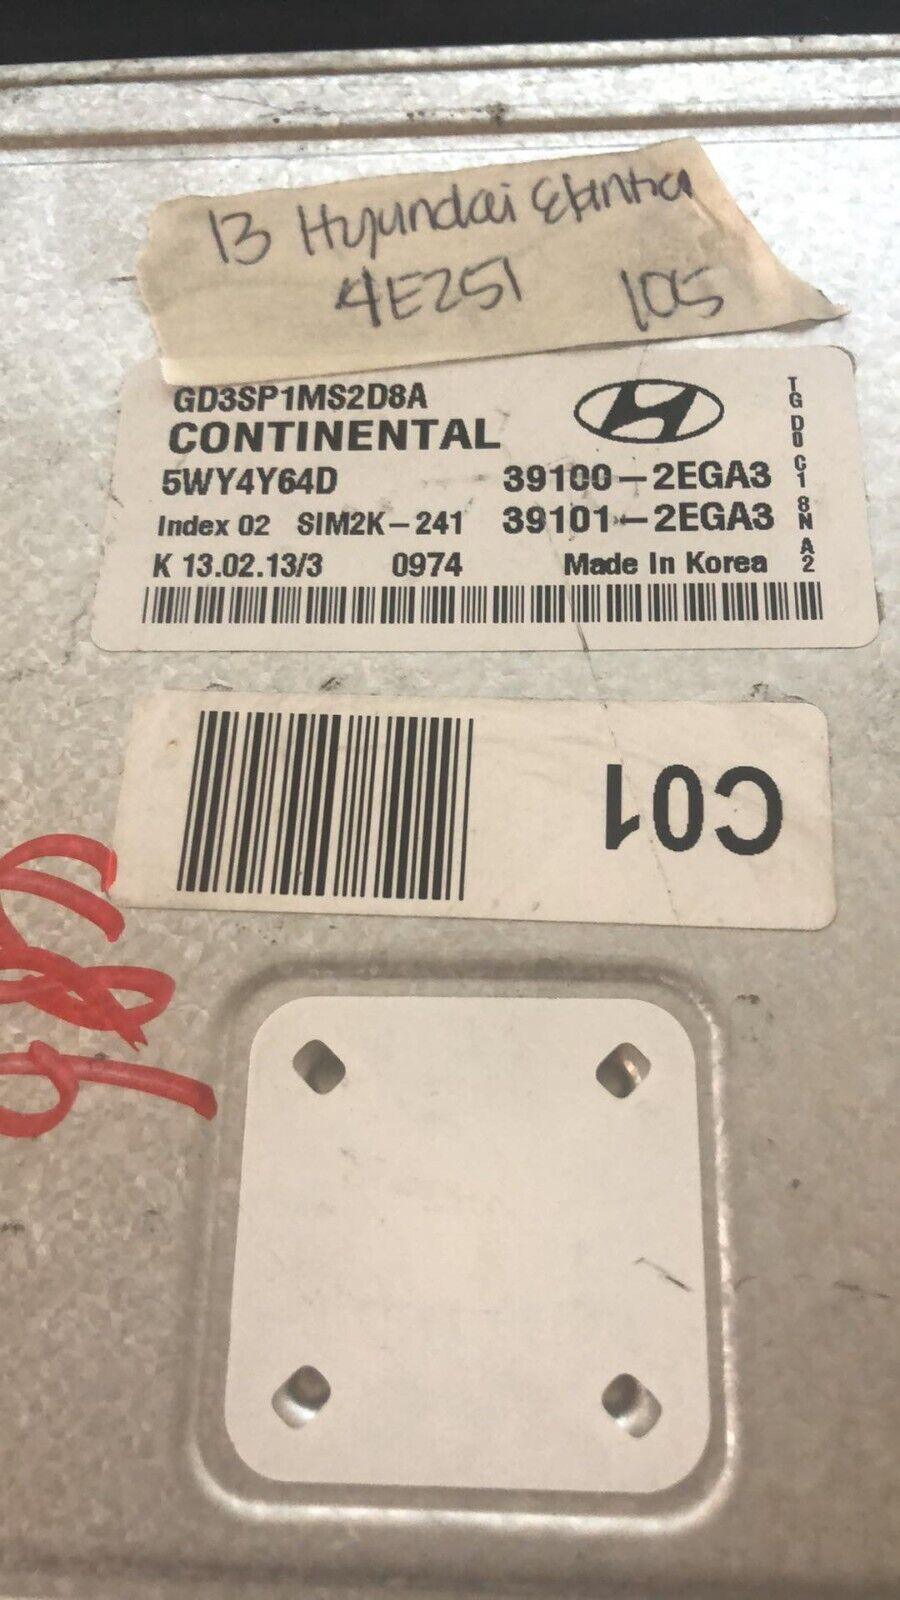 13 Hyundai Elantra
4E251 105
GD3SP1MS2D8A
CONTINENTAL
5WY4Y64D 39100-2EGA3
Index 02 SIM2K-241 39101-2EGA3
K 13.02.13/3 0974 Made In Korea
TG D0 C1 8N A2
C01